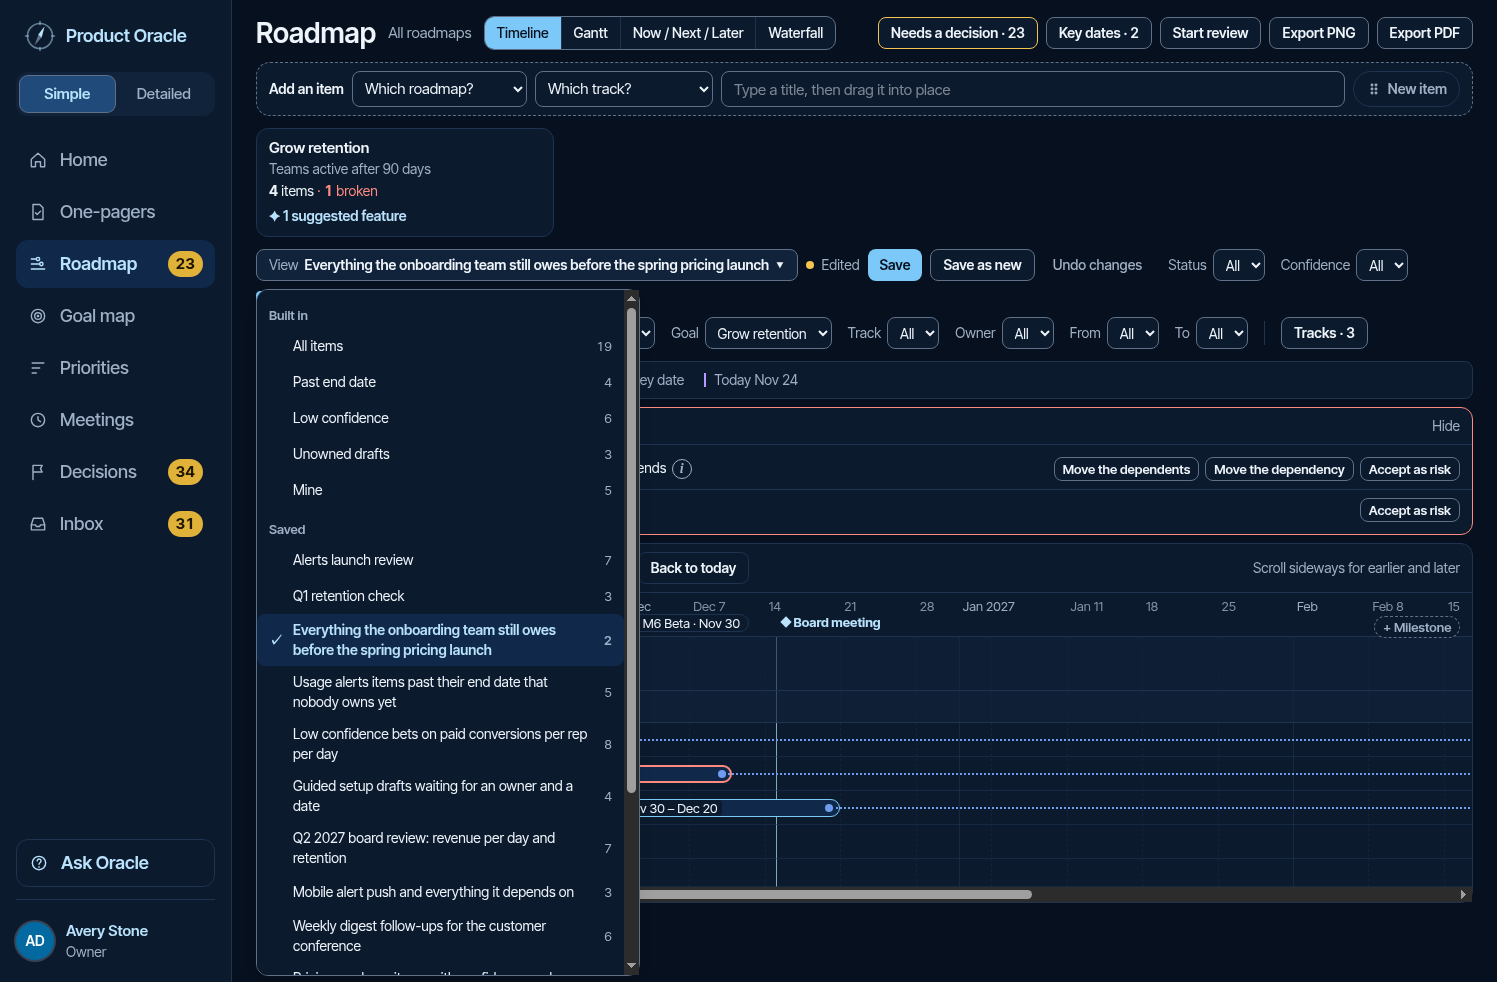 Product Oracle
Simple
Detailed
Home
One-pagers
Roadmap
23
Goal map
Priorities
Meetings
Decisions
34
Inbox
31
Ask Oracle
AD
Avery Stone
Owner
Roadmap
All roadmaps
Timeline
Gantt
Now / Next / Later
Waterfall
Needs a decision · 23
Key dates · 2
Start review
Export PNG
Export PDF
Add an item
Which roadmap?
Which track?
Type a title, then drag it into place
New item
Grow retention
Teams active after 90 days
4 items · 1 broken
✦ 1 suggested feature
View Everything the onboarding team still owes before the spring pricing launch ▼
Edited
Save
Save as new
Undo changes
Status
All
Confidence
All
Goal
Grow retention
Track
All
Owner
All
From
All
To
All
Tracks · 3
Built in
All items
19
Past end date
4
Low confidence
6
Unowned drafts
3
Mine
5
Saved
Alerts launch review
7
Q1 retention check
3
✓
Everything the onboarding team still owes
before the spring pricing launch
2
Usage alerts items past their end date that
nobody owns yet
5
Low confidence bets on paid conversions per rep
per day
8
Guided setup drafts waiting for an owner and a
date
4
Q2 2027 board review: revenue per day and
retention
7
Mobile alert push and everything it depends on
3
Weekly digest follow-ups for the customer
conference
6
ey date
Today Nov 24
Hide
ends
i
Move the dependents
Move the dependency
Accept as risk
Accept as risk
Back to today
Scroll sideways for earlier and later
ec
Dec 7
14
21
28
Jan 2027
Jan 11
18
25
Feb
Feb 8
15
M6 Beta · Nov 30
◆ Board meeting
+ Milestone
v 30 – Dec 20